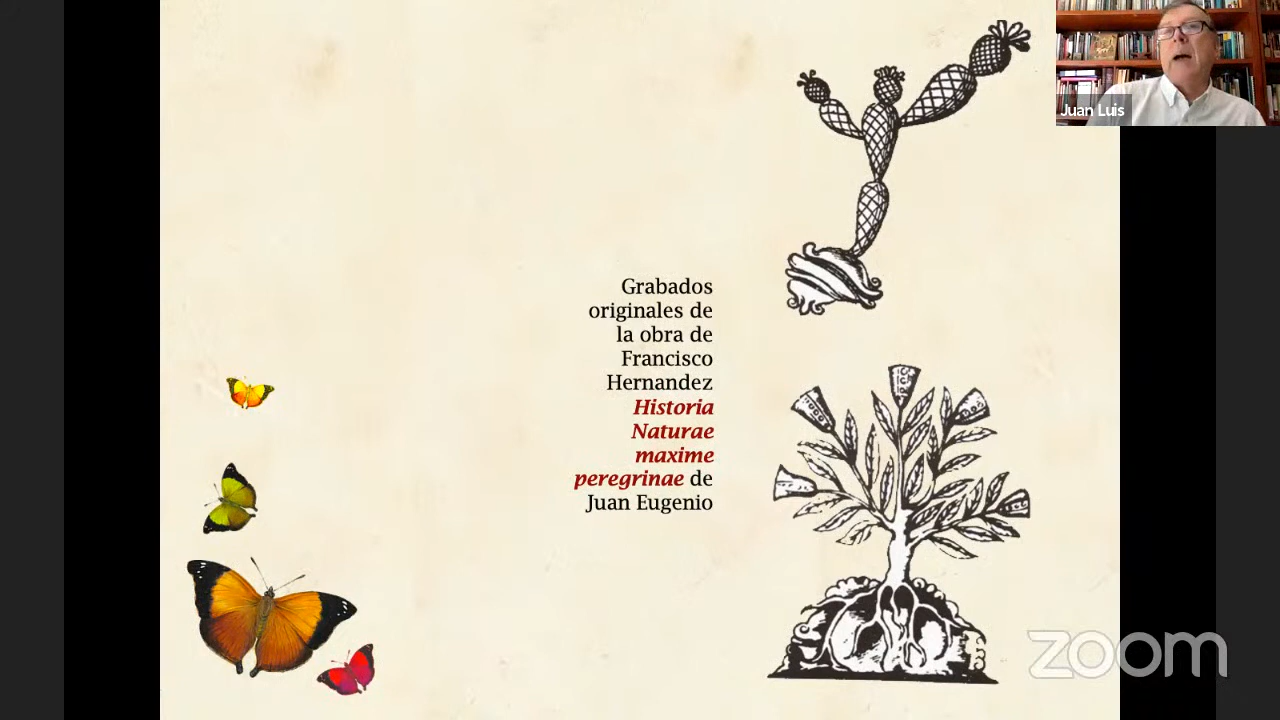 Juan Luis
Grabados
originales de
la obra de
Francisco
Hernandez
Historia
Naturae
maxime
peregrinae de
Juan Eugenio
zoom